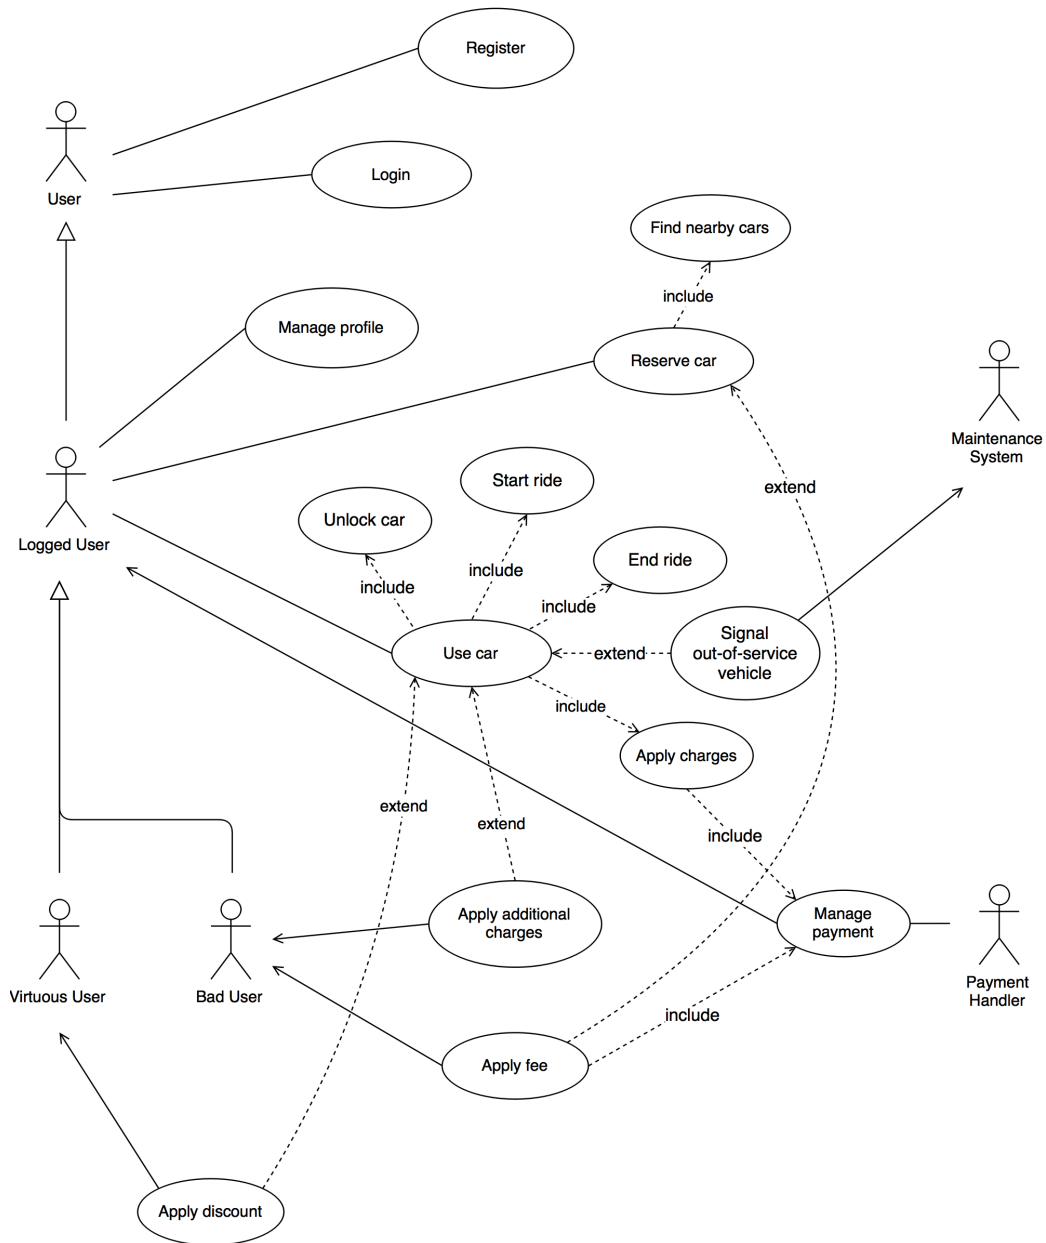 Register
User
Login
Find nearby cars
include
Manage profile
Reserve car
Maintenance
System
extend
Logged User
Start ride
Unlock car
include
include
End ride
include
Use car
extend
Signal
out-of-service
vehicle
include
Apply charges
extend
extend
include
Apply additional
charges
Manage
payment
Virtuous User
Bad User
Payment
Handler
include
Apply fee
Apply discount